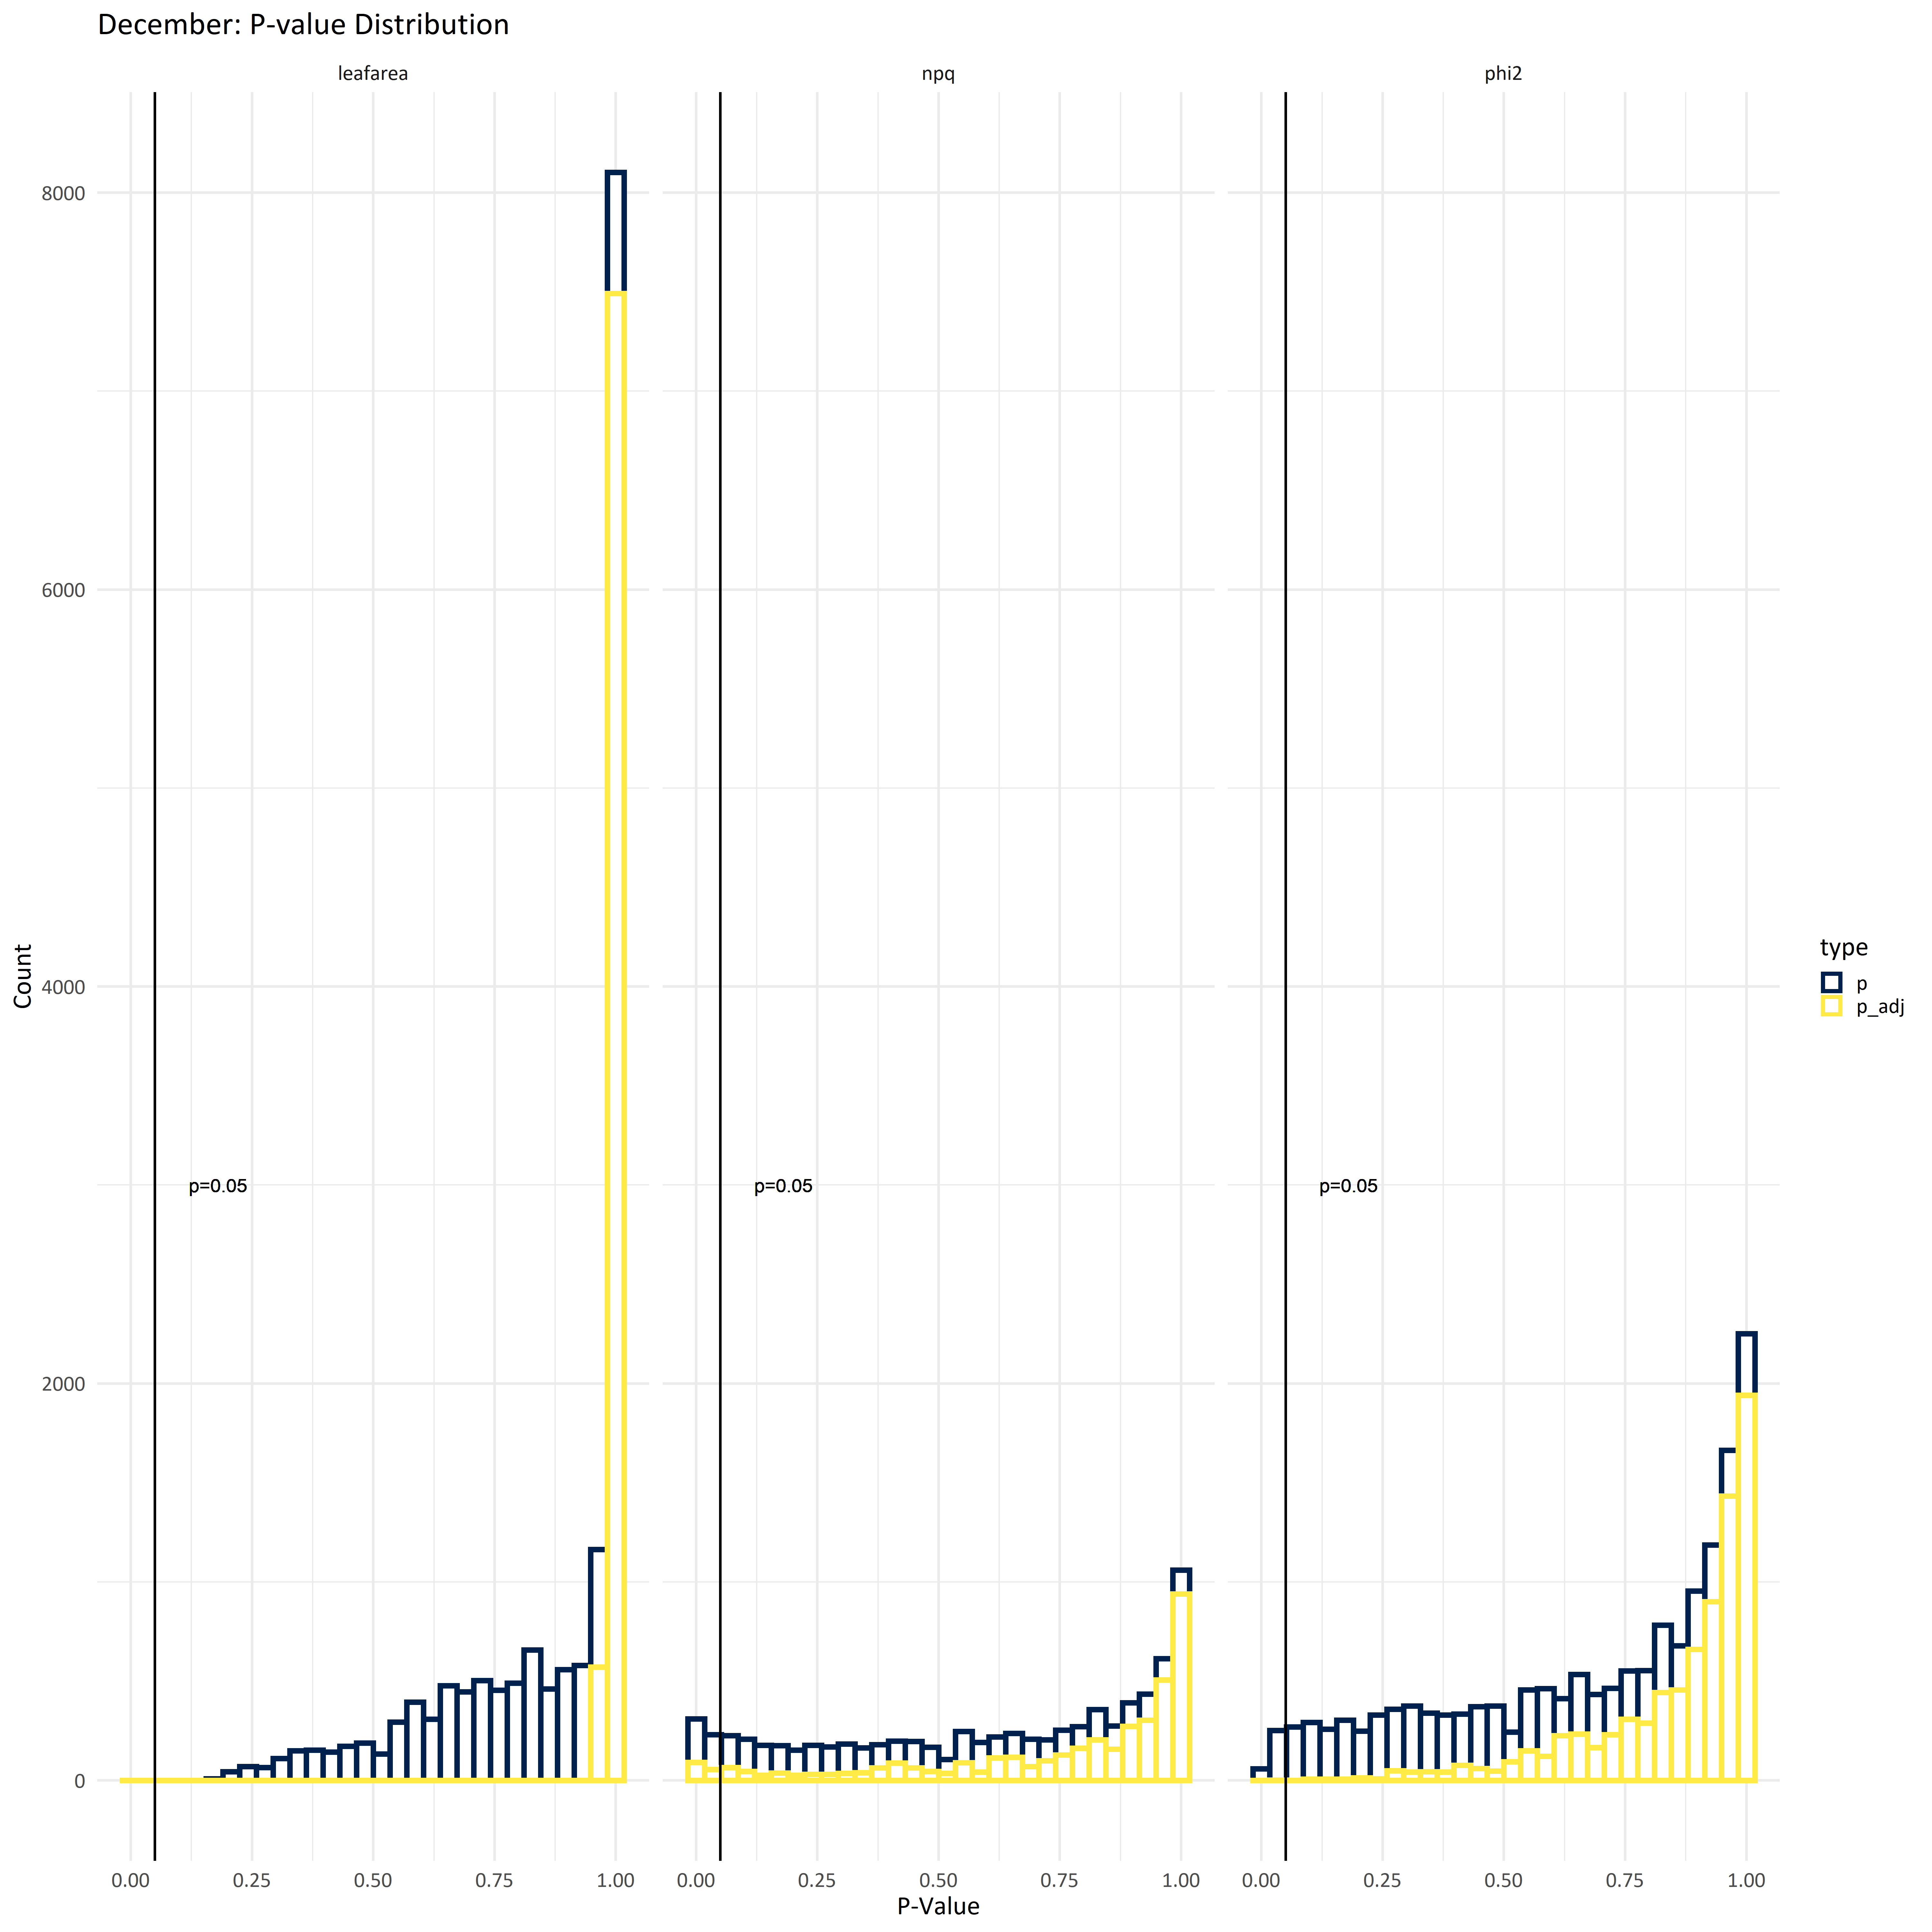 December: P-value Distribution
leafarea npq phi2
8000
6000
4000
2000
0
Count
p=0.05 p=0.05 p=0.05
type
p
p_adj
0.00 0.25 0.50 0.75 1.00 0.00 0.25 0.50 0.75 1.00 0.00 0.25 0.50 0.75 1.00
P-Value